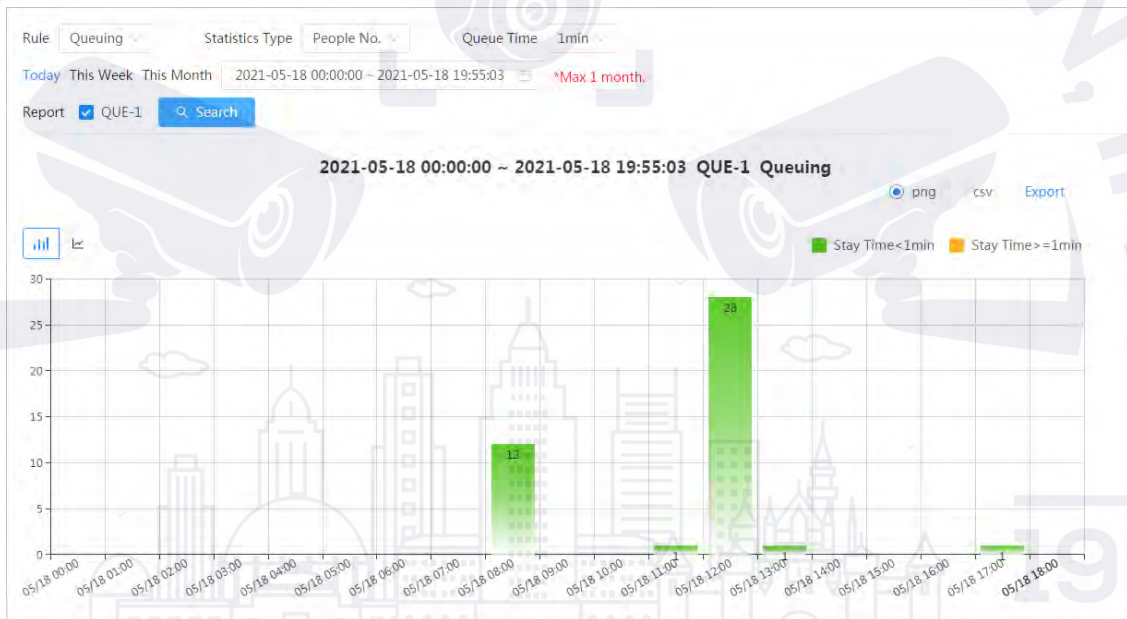 Rule Queuing Statistics Type People No. Queue Time 1min
Today This Week This Month 2021-05-18 00:00:00 ~ 2021-05-18 19:55:03 *Max 1 month.
Report QUE-1 Search
2021-05-18 00:00:00 ~ 2021-05-18 19:55:03 QUE-1 Queuing
png csv Export
Stay Time<1min Stay Time>=1min
30
28
25
20
15
13
10
5
0
1 1 1
05/18 00:00 05/18 01:00 05/18 02:00 05/18 03:00 05/18 04:00 05/18 05:00 05/18 06:00 05/18 07:00 05/18 08:00 05/18 09:00 05/18 10:00 05/18 11:00 05/18 12:00 05/18 13:00 05/18 14:00 05/18 15:00 05/18 16:00 05/18 17:00 05/18 18:00